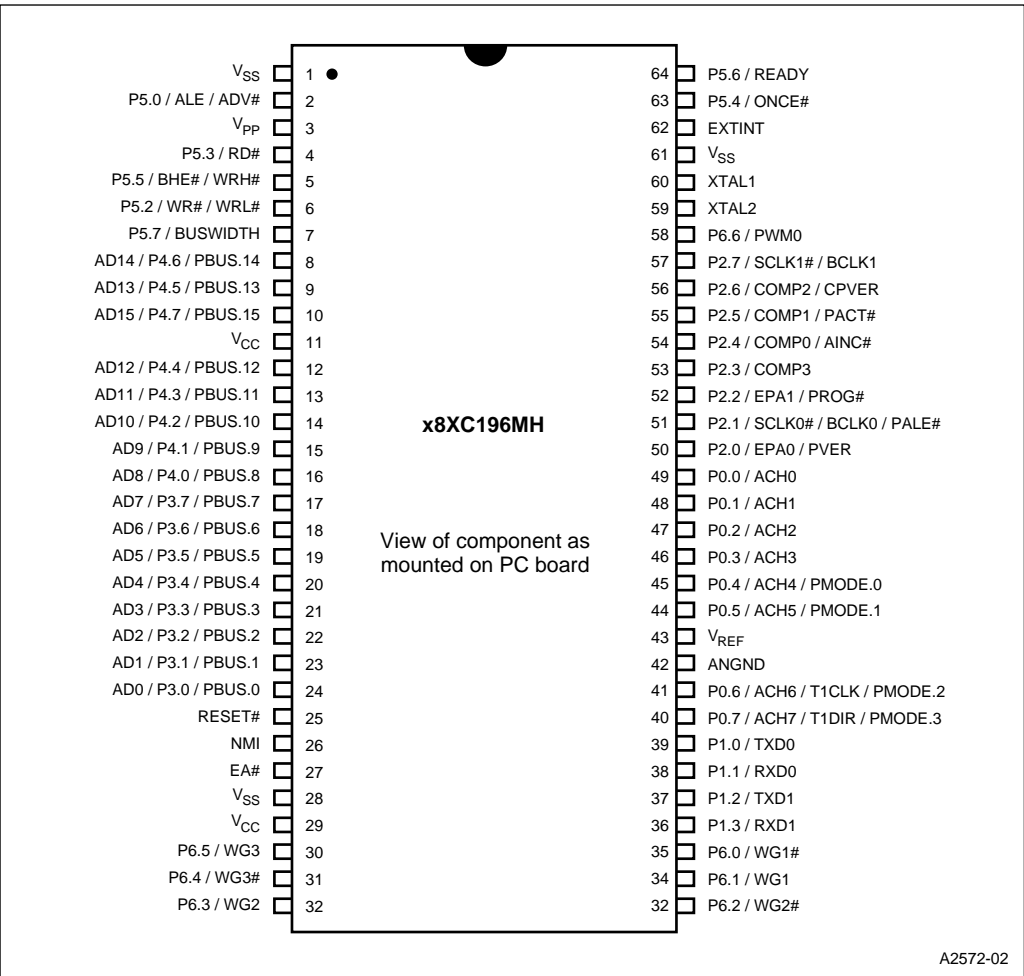 VSS 1 64 P5.6 / READY
P5.0 / ALE / ADV# 2 63 P5.4 / ONCE#
VPP 3 62 EXTINT
P5.3 / RD# 4 61 VSS
P5.5 / BHE# / WRH# 5 60 XTAL1
P5.2 / WR# / WRL# 6 59 XTAL2
P5.7 / BUSWIDTH 7 58 P6.6 / PWM0
AD14 / P4.6 / PBUS.14 8 57 P2.7 / SCLK1# / BCLK1
AD13 / P4.5 / PBUS.13 9 56 P2.6 / COMP2 / CPVER
AD15 / P4.7 / PBUS.15 10 55 P2.5 / COMP1 / PACT#
VCC 11 54 P2.4 / COMP0 / AINC#
AD12 / P4.4 / PBUS.12 12 53 P2.3 / COMP3
AD11 / P4.3 / PBUS.11 13 52 P2.2 / EPA1 / PROG#
AD10 / P4.2 / PBUS.10 14 x8XC196MH 51 P2.1 / SCLK0# / BCLK0 / PALE#
AD9 / P4.1 / PBUS.9 15 50 P2.0 / EPA0 / PVER
AD8 / P4.0 / PBUS.8 16 49 P0.0 / ACH0
AD7 / P3.7 / PBUS.7 17 48 P0.1 / ACH1
AD6 / P3.6 / PBUS.6 18 View of component as 47 P0.2 / ACH2
AD5 / P3.5 / PBUS.5 19 mounted on PC board 46 P0.3 / ACH3
AD4 / P3.4 / PBUS.4 20 45 P0.4 / ACH4 / PMODE.0
AD3 / P3.3 / PBUS.3 21 44 P0.5 / ACH5 / PMODE.1
AD2 / P3.2 / PBUS.2 22 43 VREF
AD1 / P3.1 / PBUS.1 23 42 ANGND
AD0 / P3.0 / PBUS.0 24 41 P0.6 / ACH6 / T1CLK / PMODE.2
RESET# 25 40 P0.7 / ACH7 / T1DIR / PMODE.3
NMI 26 39 P1.0 / TXD0
EA# 27 38 P1.1 / RXD0
VSS 28 37 P1.2 / TXD1
VCC 29 36 P1.3 / RXD1
P6.5 / WG3 30 35 P6.0 / WG1#
P6.4 / WG3# 31 34 P6.1 / WG1
P6.3 / WG2 32 32 P6.2 / WG2#
A2572-02